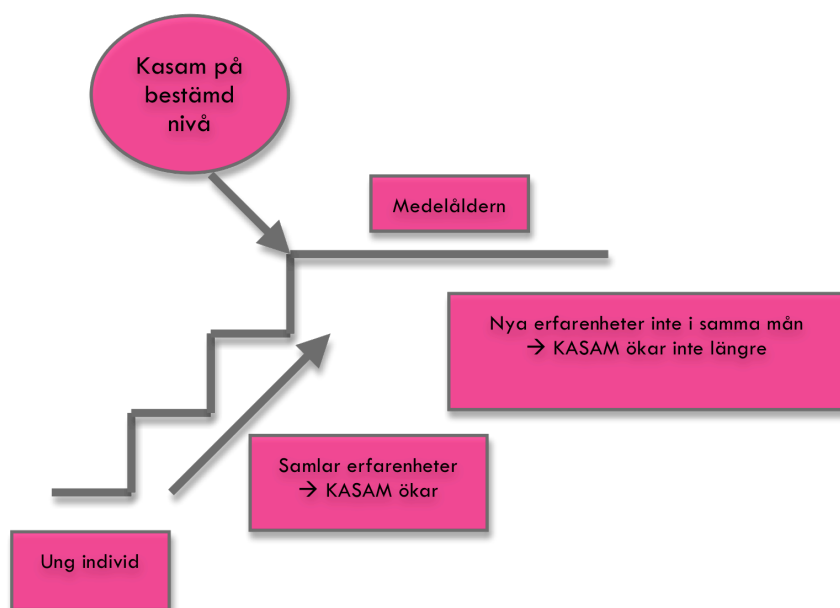 Kasam på
bestämd
nivå
Medelåldern
Nya erfarenheter inte i samma mån
→ KASAM ökar inte längre
Samlar erfarenheter
→ KASAM ökar
Ung individ